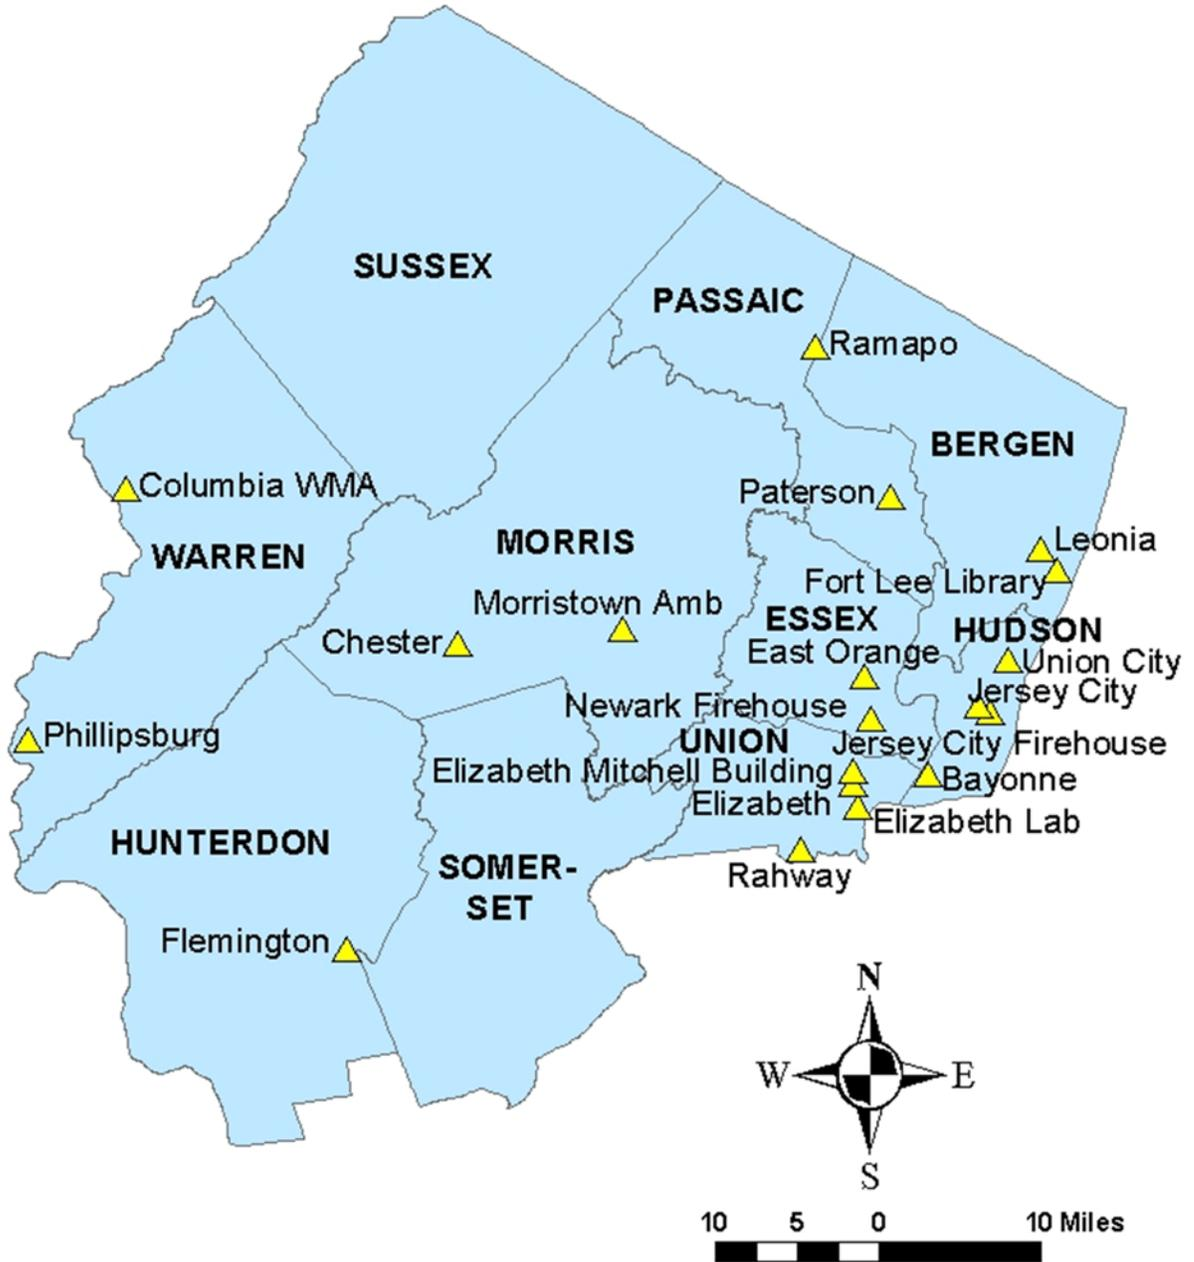 SUSSEX
PASSAIC
Ramapo
BERGEN
Columbia WMA
Paterson
MORRIS
Leonia
WARREN
Fort Lee Library
Morristown Amb
ESSEX
HUDSON
Chester
East Orange
Union City
Jersey City
Newark Firehouse
Phillipsburg
UNION
Jersey City Firehouse
Elizabeth Mitchell Building
Bayonne
Elizabeth
Elizabeth Lab
HUNTERDON
SOMER-
SET
Rahway
Flemington
N
W E
S
10 5 0 10 Miles